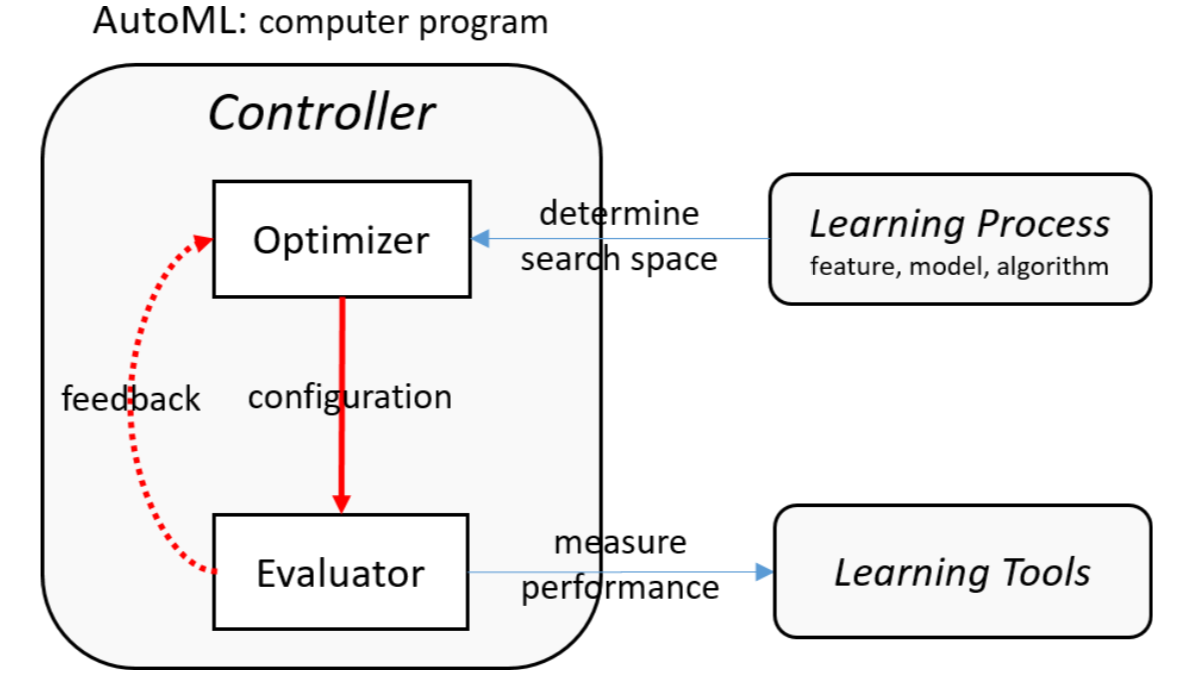 AutoML: computer program
Controller
Optimizer
determine
search space
Learning Process
feature, model, algorithm
feedback
configuration
Evaluator
measure
performance
Learning Tools